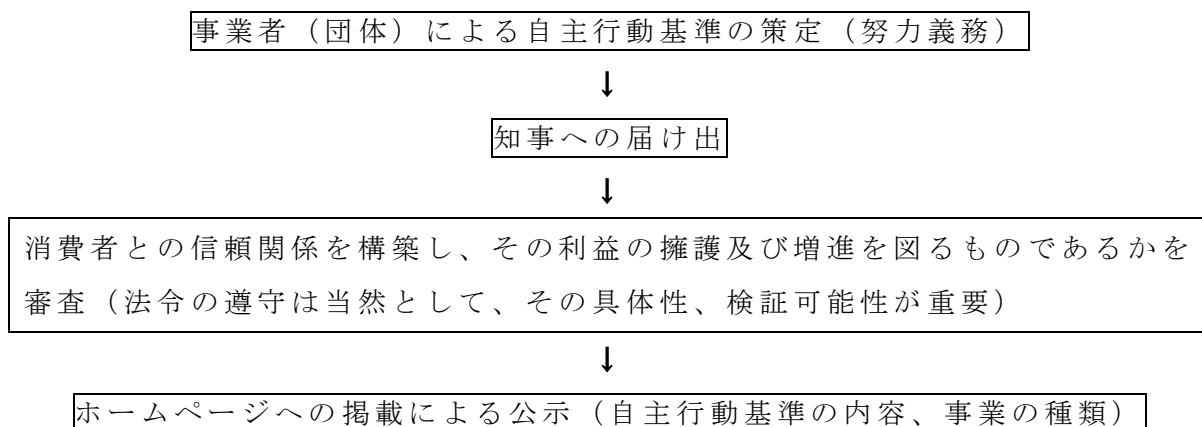 事業者（団体）による自主行動基準の策定（努力義務）
↓
知事への届け出
↓
消費者との信頼関係を構築し、その利益の擁護及び増進を図るものであるかを
審査（法令の遵守は当然として、その具体性、検証可能性が重要）
↓
ホームページへの掲載による公示（自主行動基準の内容、事業の種類）